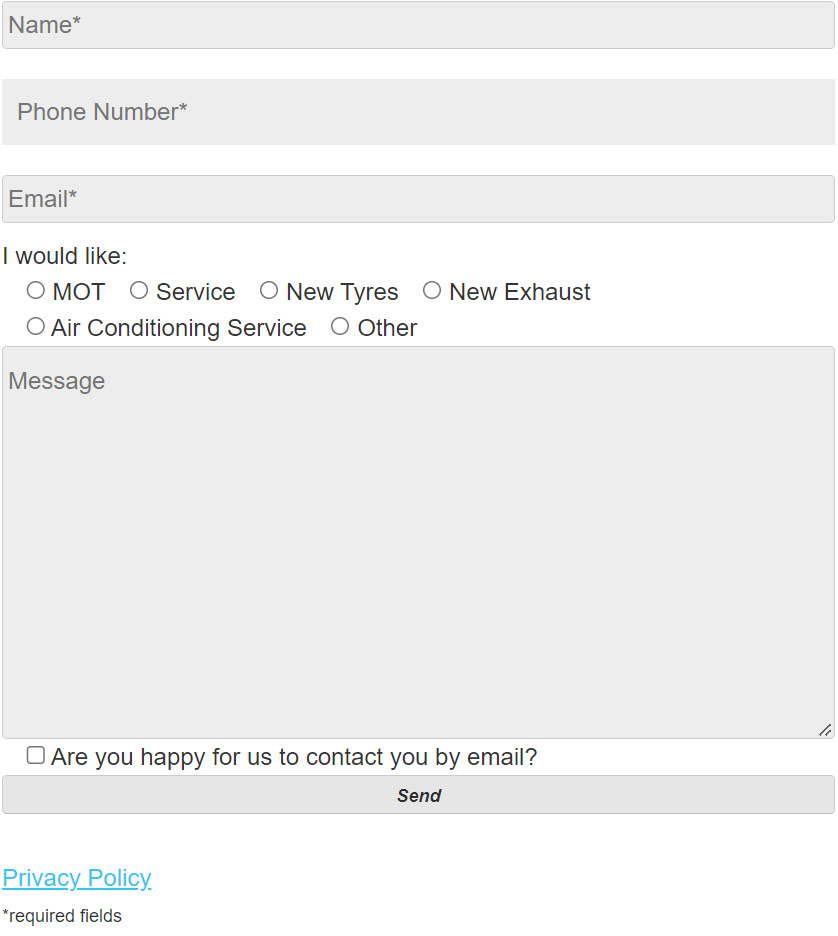 Name*
Phone Number*
Email*
I would like:
MOT Service New Tyres New Exhaust
Air Conditioning Service Other
Message
Are you happy for us to contact you by email?
Send
Privacy Policy
*required fields